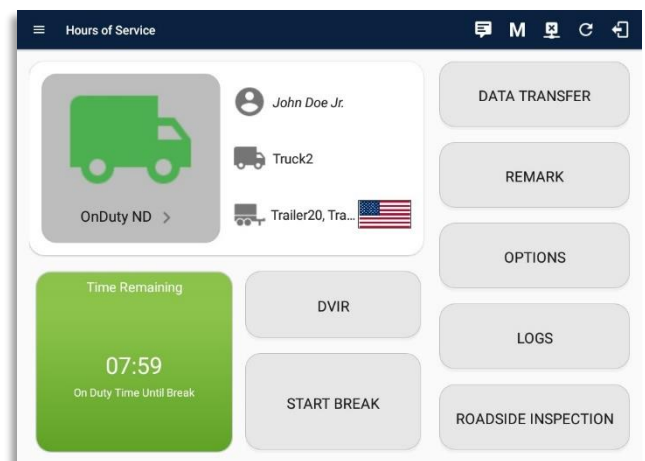 Hours of Service
M
John Doe Jr.
Truck2
Trailer20, Tra...
OnDuty ND >
DATA TRANSFER
REMARK
OPTIONS
LOGS
ROADSIDE INSPECTION
Time Remaining
07:59
On Duty Time Until Break
DVIR
START BREAK